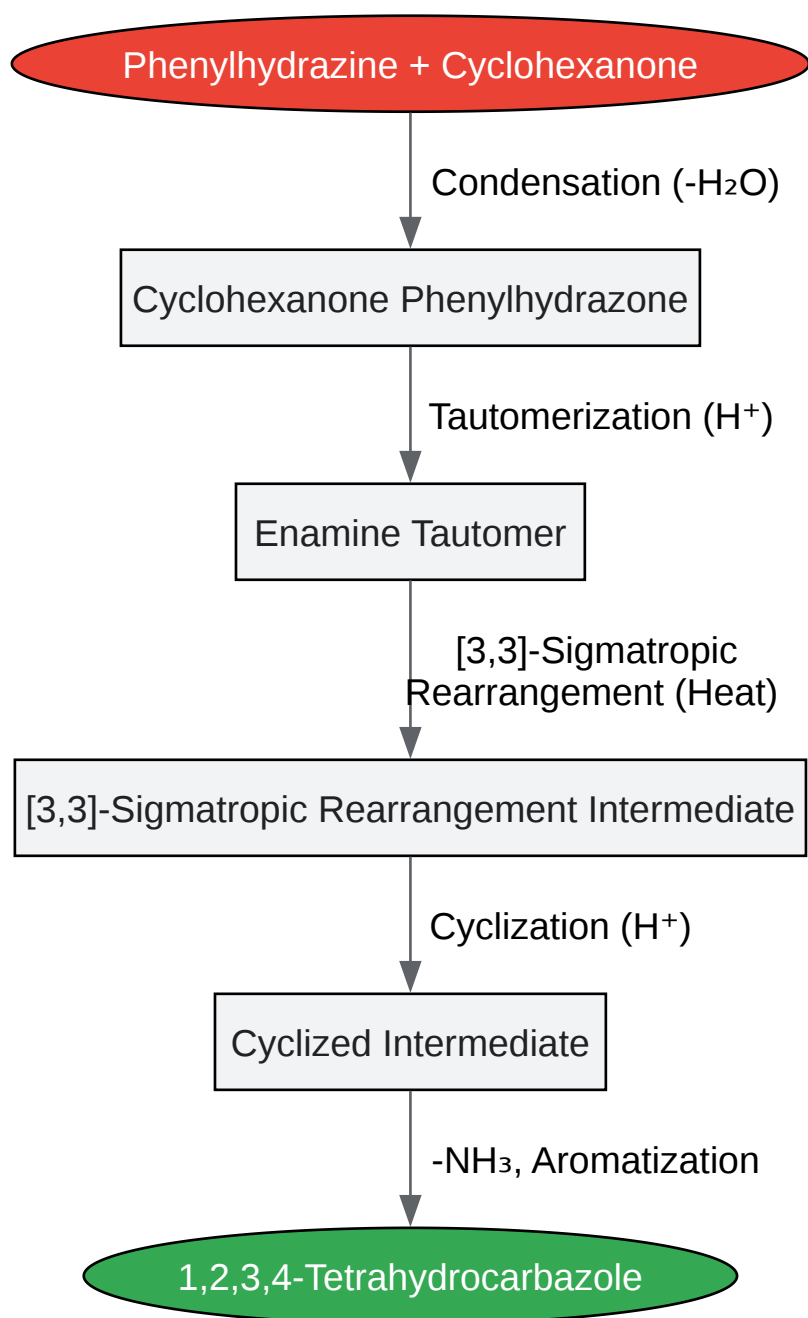 Phenylhydrazine + Cyclohexanone
Condensation (-H₂O)
Cyclohexanone Phenylhydrazone
Tautomerization (H⁺)
Enamine Tautomer
[3,3]-Sigmatropic
Rearrangement (Heat)
[3,3]-Sigmatropic Rearrangement Intermediate
Cyclization (H⁺)
Cyclized Intermediate
-NH₃, Aromatization
1,2,3,4-Tetrahydrocarbazole